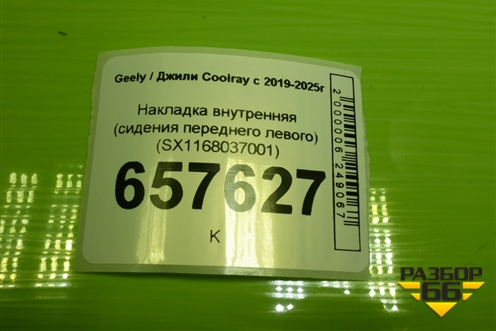 Geely / Джили Coolray с 2019-2025г
Накладка внутренняя
(сидения переднего левого)
(SX1168037001)
657627
К
2000006249067
РАЗБОР
66